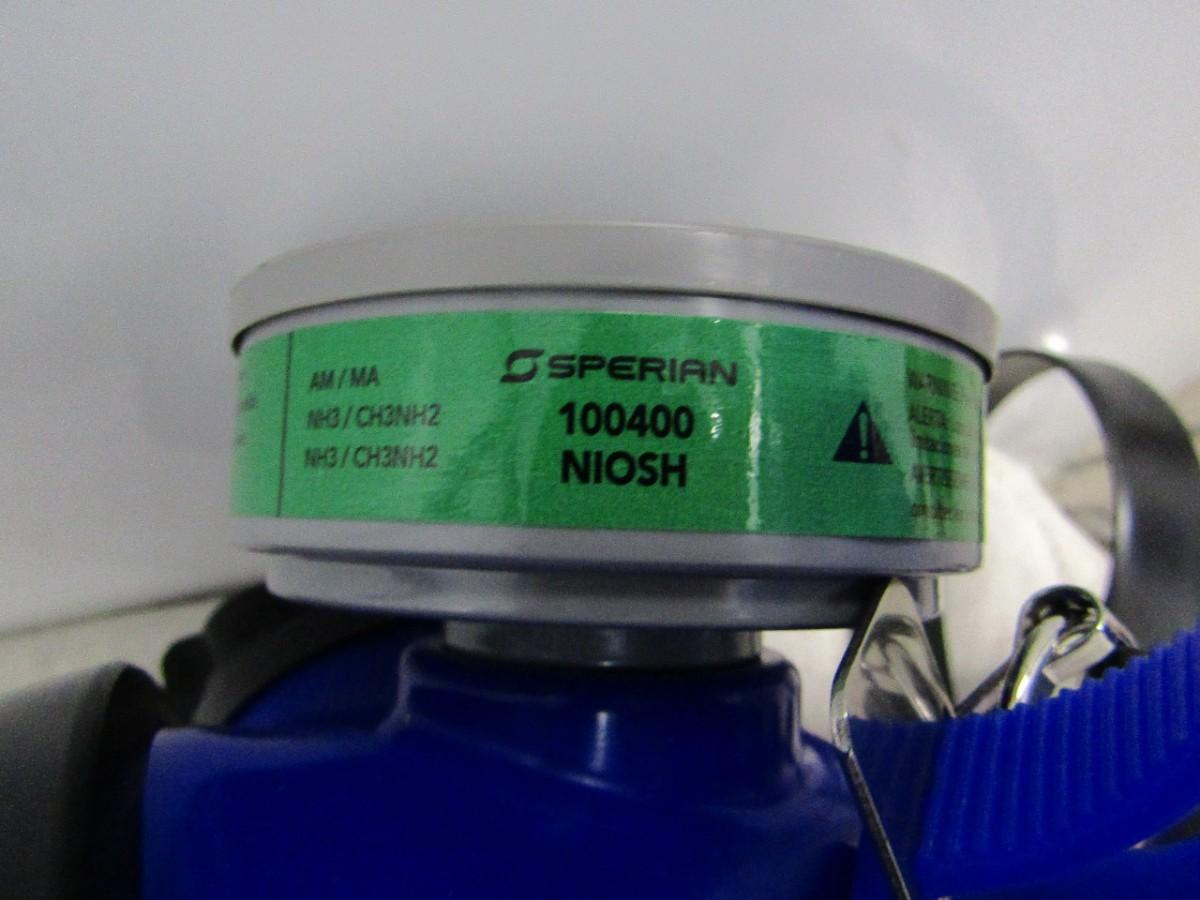 AM / MA
NH3 / CH3NH2
NH3 / CH3NH2
SPERIAN
100400
NIOSH